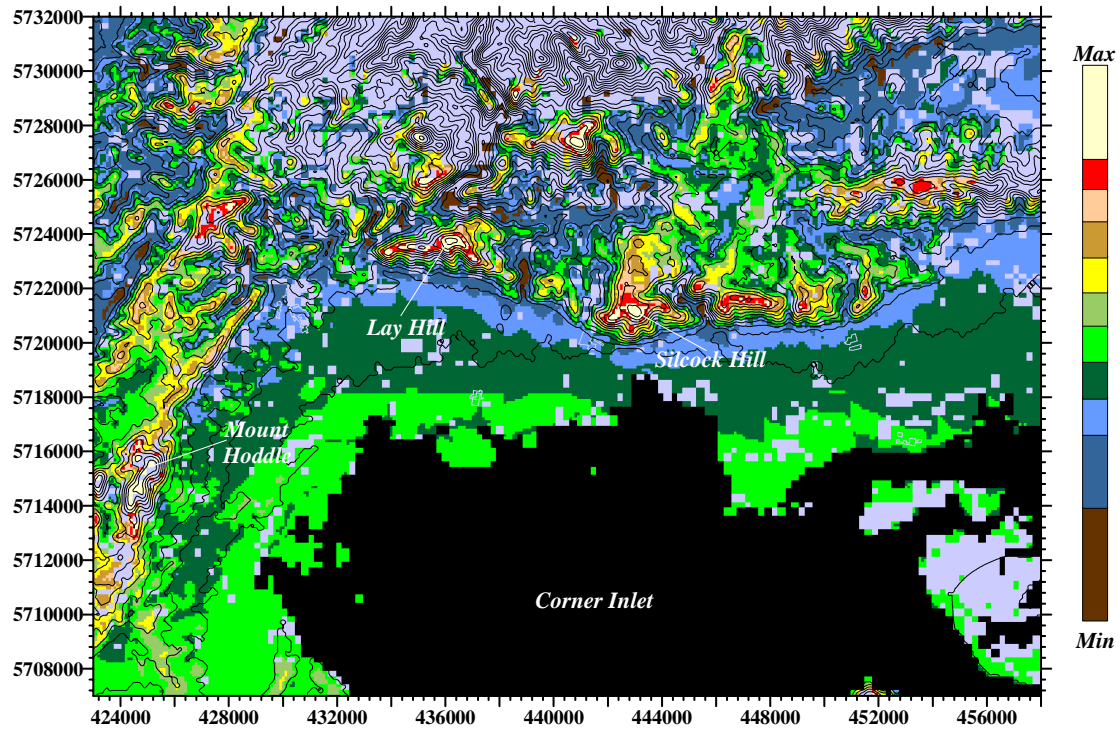 5732000
5730000
5728000
5726000
5724000
5722000
5720000
5718000
5716000
5714000
5712000
5710000
5708000
Lay Hill
Silcock Hill
Mount
Hoddle
Corner Inlet
424000 428000 432000 436000 440000 444000 448000 452000 456000
Max
Min